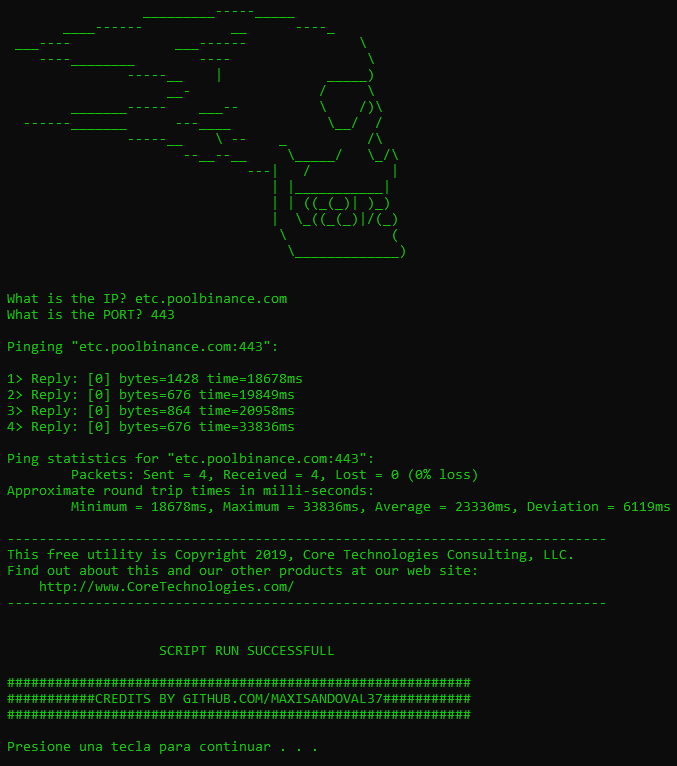 What is the IP? etc.poolbinance.com
What is the PORT? 443
Pinging "etc.poolbinance.com:443":
1> Reply: [0] bytes=1428 time=18678ms
2> Reply: [0] bytes=676 time=19849ms
3> Reply: [0] bytes=864 time=20958ms
4> Reply: [0] bytes=676 time=33836ms
Ping statistics for "etc.poolbinance.com:443":
Packets: Sent = 4, Received = 4, Lost = 0 (0% loss)
Approximate round trip times in milli-seconds:
Minimum = 18678ms, Maximum = 33836ms, Average = 23330ms, Deviation = 6119ms
---------------------------------------------------------------------------
This free utility is Copyright 2019, Core Technologies Consulting, LLC.
Find out about this and our other products at our web site:
http://www.CoreTechnologies.com/
---------------------------------------------------------------------------
SCRIPT RUN SUCCESSFULL
##########################################################
###########CREDITS BY GITHUB.COM/MAXISANDOVAL37###########
##########################################################
Presione una tecla para continuar . . .